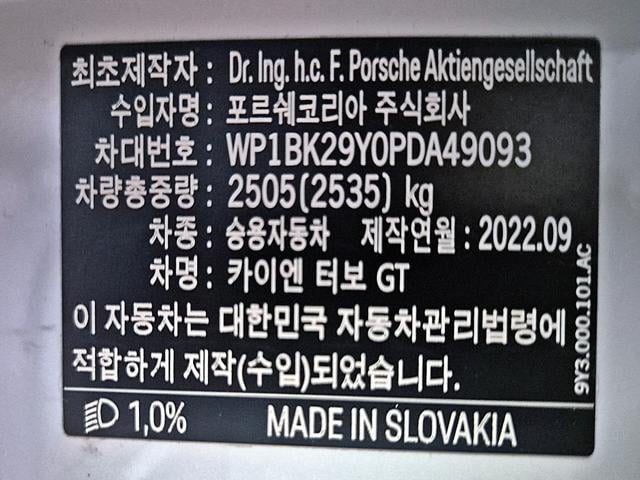 최초제작자 : Dr. Ing. h.c. F. Porsche Aktiengesellschaft
수입자명 : 포르쉐코리아 주식회사
차대번호 : WP1BK29Y0PDA49093
차량총중량 : 2505(2535) kg
차종 : 승용자동차 제작연월 : 2022.09
차명 : 카이엔 터보 GT
이 자동차는 대한민국 자동차관리법령에
적합하게 제작(수입)되었습니다.
9Y3.000.101.AC
1,0% MADE IN SLOVAKIA